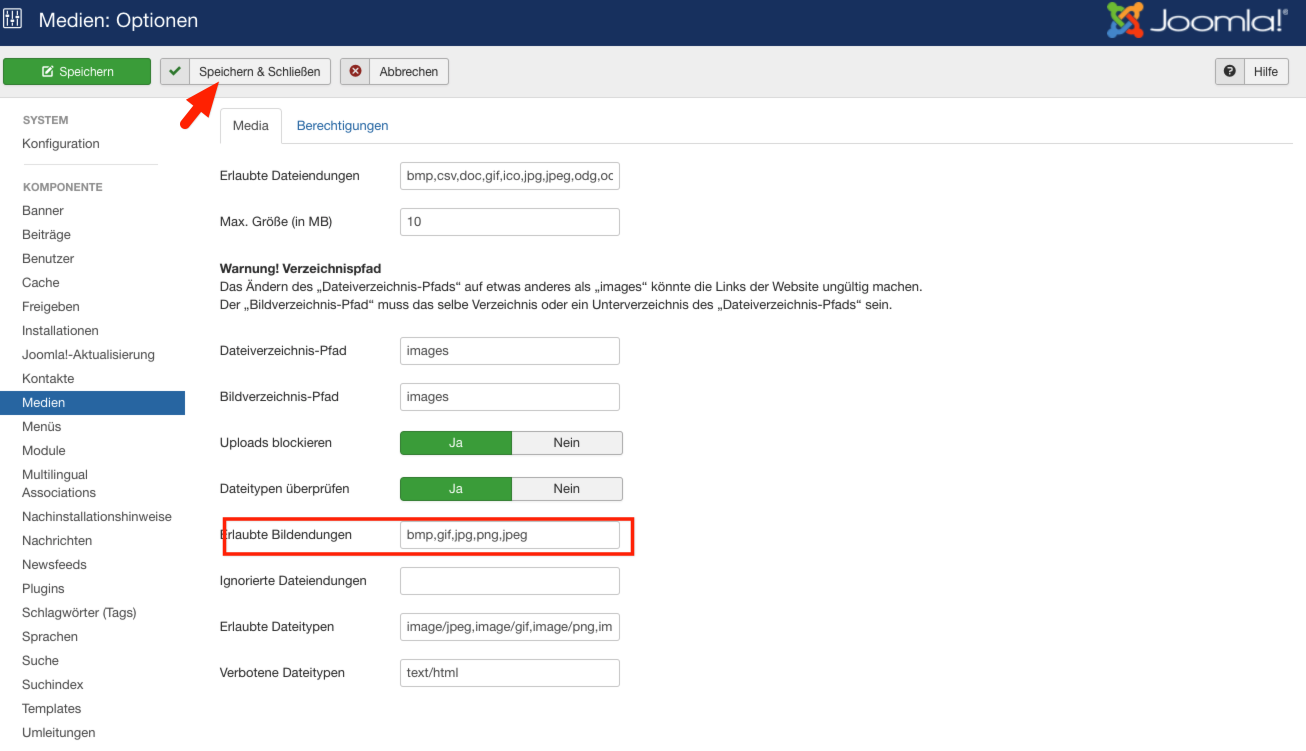 Medien: Optionen
Joomla!®
Speichern
Speichern & Schließen
Abbrechen
Hilfe
SYSTEM
Konfiguration
KOMPONENTE
Banner
Beiträge
Benutzer
Cache
Freigeben
Installationen
Joomla!-Aktualisierung
Kontakte
Medien
Menüs
Module
Multilingual
Associations
Nachinstallationshinweise
Nachrichten
Newsfeeds
Plugins
Schlagwörter (Tags)
Sprachen
Suche
Suchindex
Templates
Umleitungen
Media
Berechtigungen
Erlaubte Dateiendungen
bmp,csv,doc,gif,ico,jpg,jpeg,odg,oc
Max. Größe (in MB)
10
Warnung! Verzeichnispfad
Das Ändern des „Dateiverzeichnis-Pfads“ auf etwas anderes als „images“ könnte die Links der Website ungültig machen.
Der „Bildverzeichnis-Pfad“ muss das selbe Verzeichnis oder ein Unterverzeichnis des „Dateiverzeichnis-Pfads“ sein.
Dateiverzeichnis-Pfad
images
Bildverzeichnis-Pfad
images
Uploads blockieren
Ja
Nein
Dateitypen überprüfen
Ja
Nein
Erlaubte Bildendungen
bmp,gif,jpg,png,jpeg
Ignorierte Dateiendungen
Erlaubte Dateitypen
image/jpeg,image/gif,image/png,im
Verbotene Dateitypen
text/html